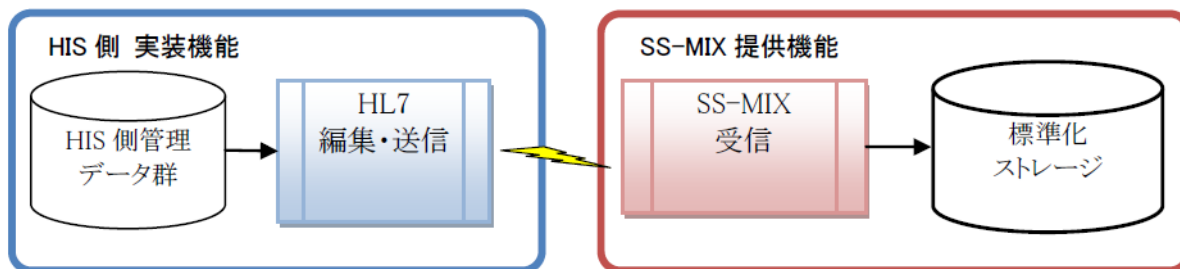 HIS 側 実装機能
HIS 側管理
データ群
HL7
編集・送信
SS-MIX 提供機能
SS-MIX
受信
標準化
ストレージ